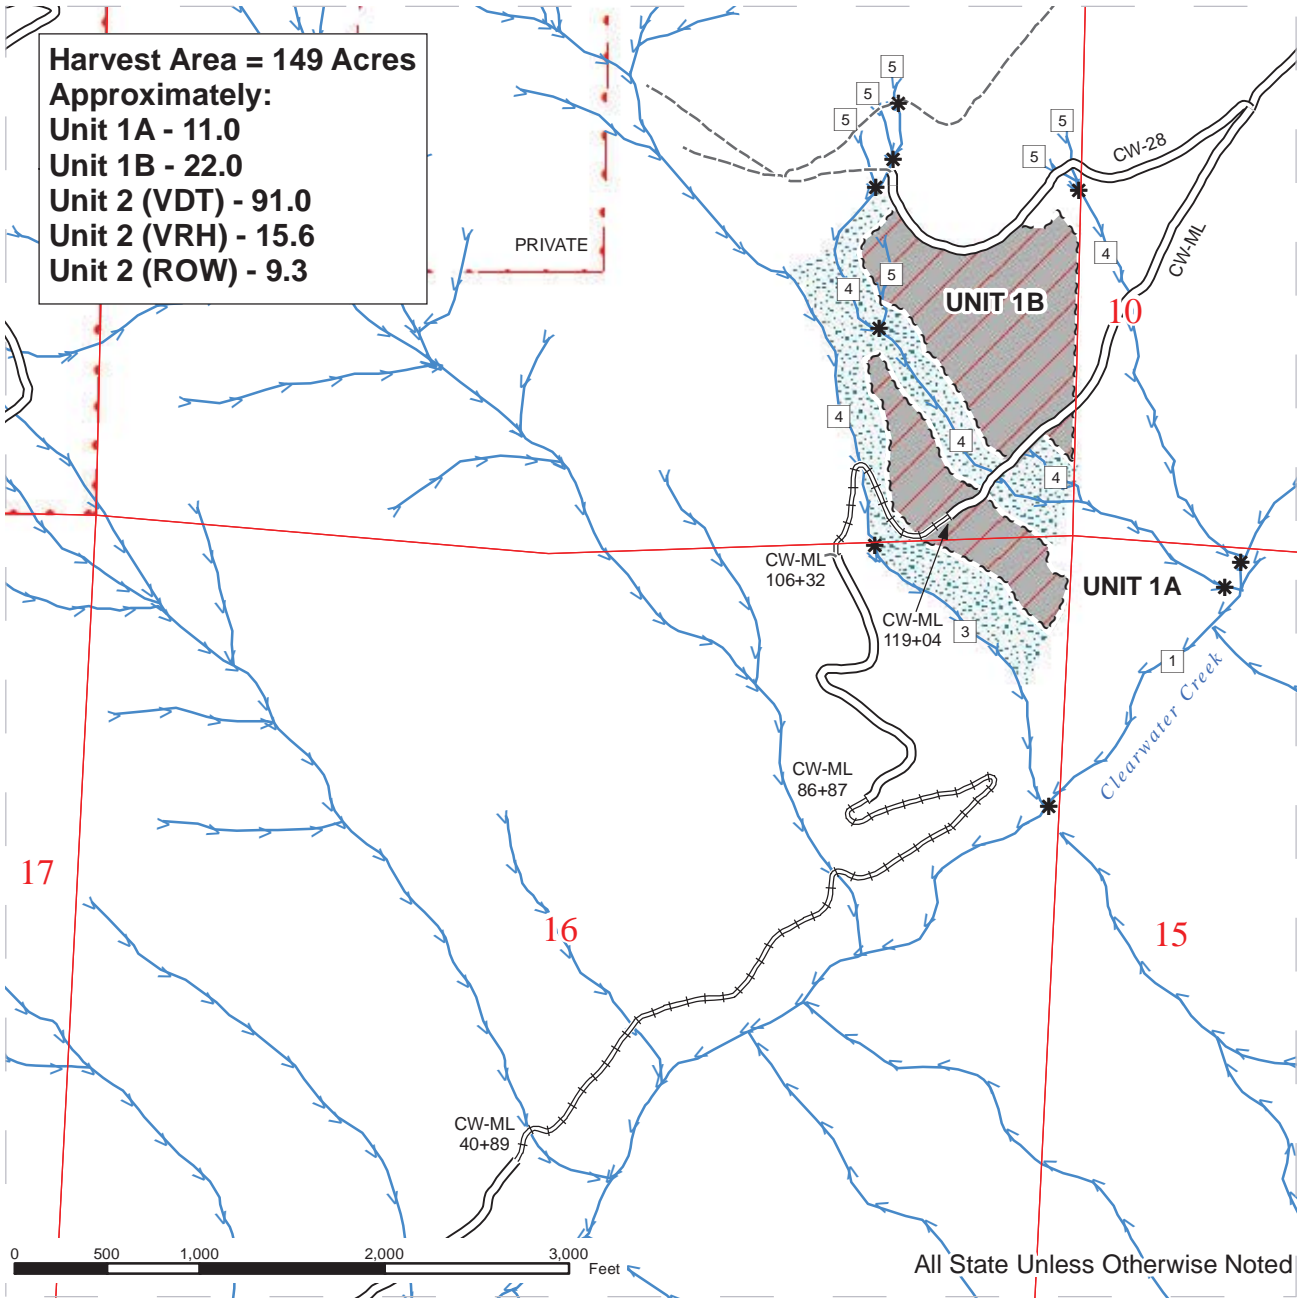 Harvest Area = 149 Acres
Approximately:
Unit 1A - 11.0
Unit 1B - 22.0
Unit 2 (VDT) - 91.0
Unit 2 (VRH) - 15.6
Unit 2 (ROW) - 9.3
PRIVATE
5
5
5
5
5
CW-28
CW-ML
4
5
4
UNIT 1B
10
4
4
4
CW-ML
106+32
UNIT 1A
CW-ML
119+04
3
1
Clearwater Creek
CW-ML
86+87
17
16
15
CW-ML
40+89
0 500 1,000 2,000 3,000
Feet
All State Unless Otherwise Noted